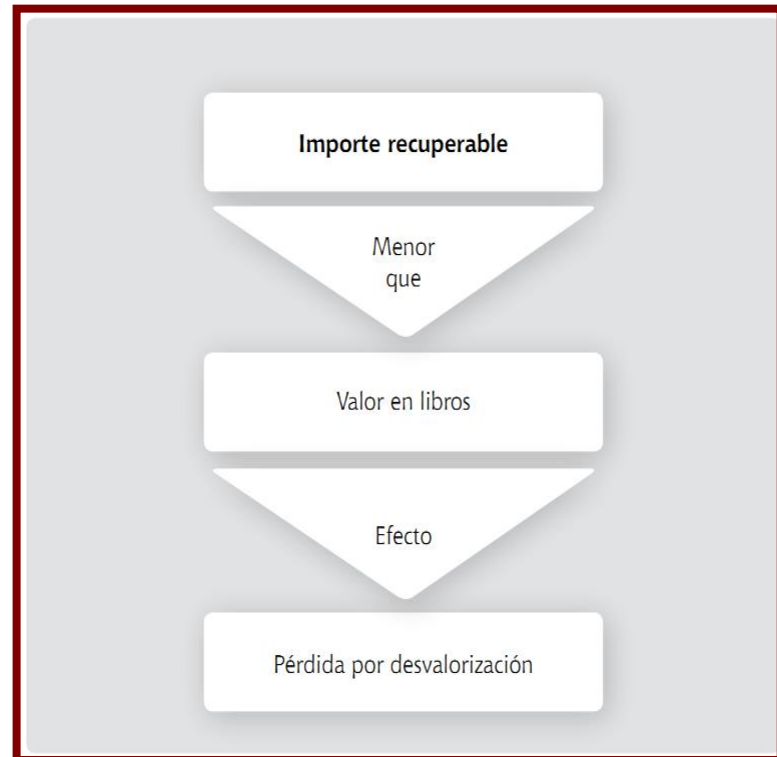 Importe recuperable
Menor
que
Valor en libros
Efecto
Pérdida por desvalorización